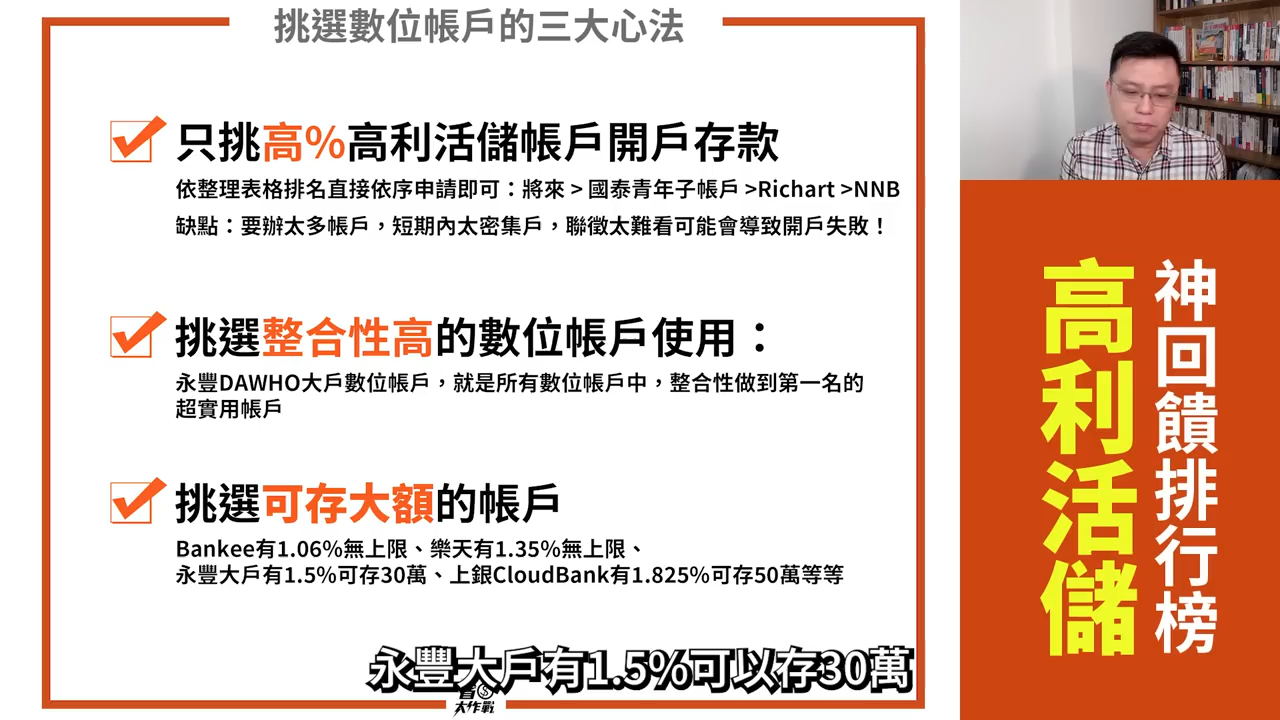 挑選數位帳戶的三大心法
只挑高%高利活儲帳戶開戶存款
依整理表格排名直接依序申請即可：將來 > 國泰青年子帳戶 >Richart >NNB
缺點：要辦太多帳戶，短期內太密集戶，聯徵太難看可能會導致開戶失敗！
挑選整合性高的數位帳戶使用：
永豐DAWHO大戶數位帳戶，就是所有數位帳戶中，整合性做到第一名的
超實用帳戶
挑選可存大額的帳戶
Bankee有1.06%無上限、樂天有1.35%無上限、
永豐大戶有1.5%可存30萬、上銀CloudBank有1.825%可存50萬等等
永豐大戶有1.5%可以存30萬
大作戰
神回饋排行榜
高利活儲